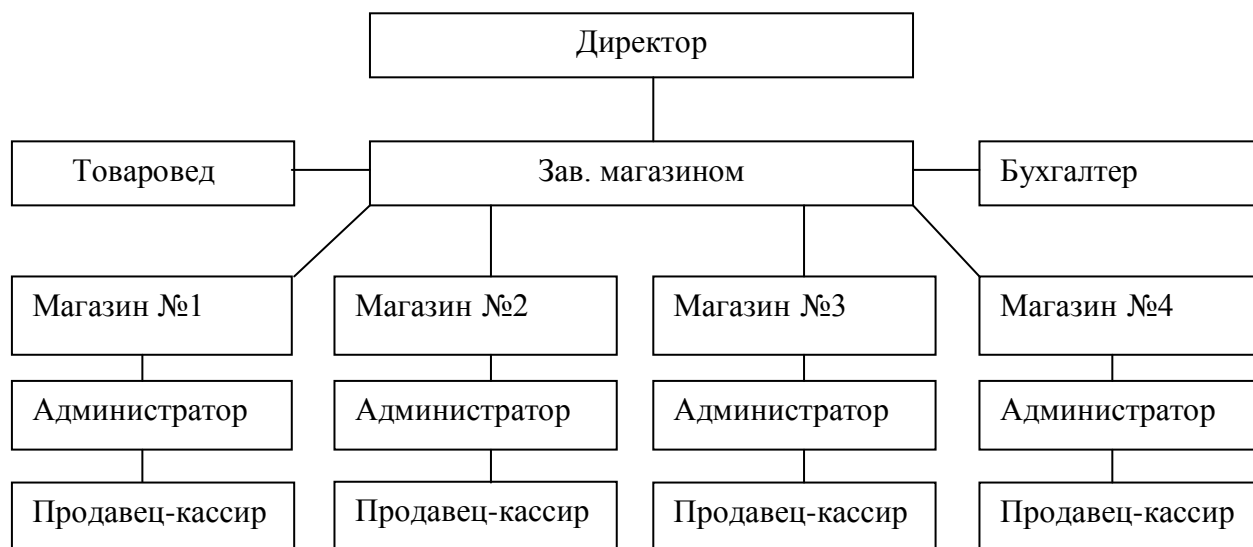 Директор
Товаровед
Зав. магазином
Бухгалтер
Магазин №1
Магазин №2
Магазин №3
Магазин №4
Администратор
Администратор
Администратор
Администратор
Продавец-кассир
Продавец-кассир
Продавец-кассир
Продавец-кассир